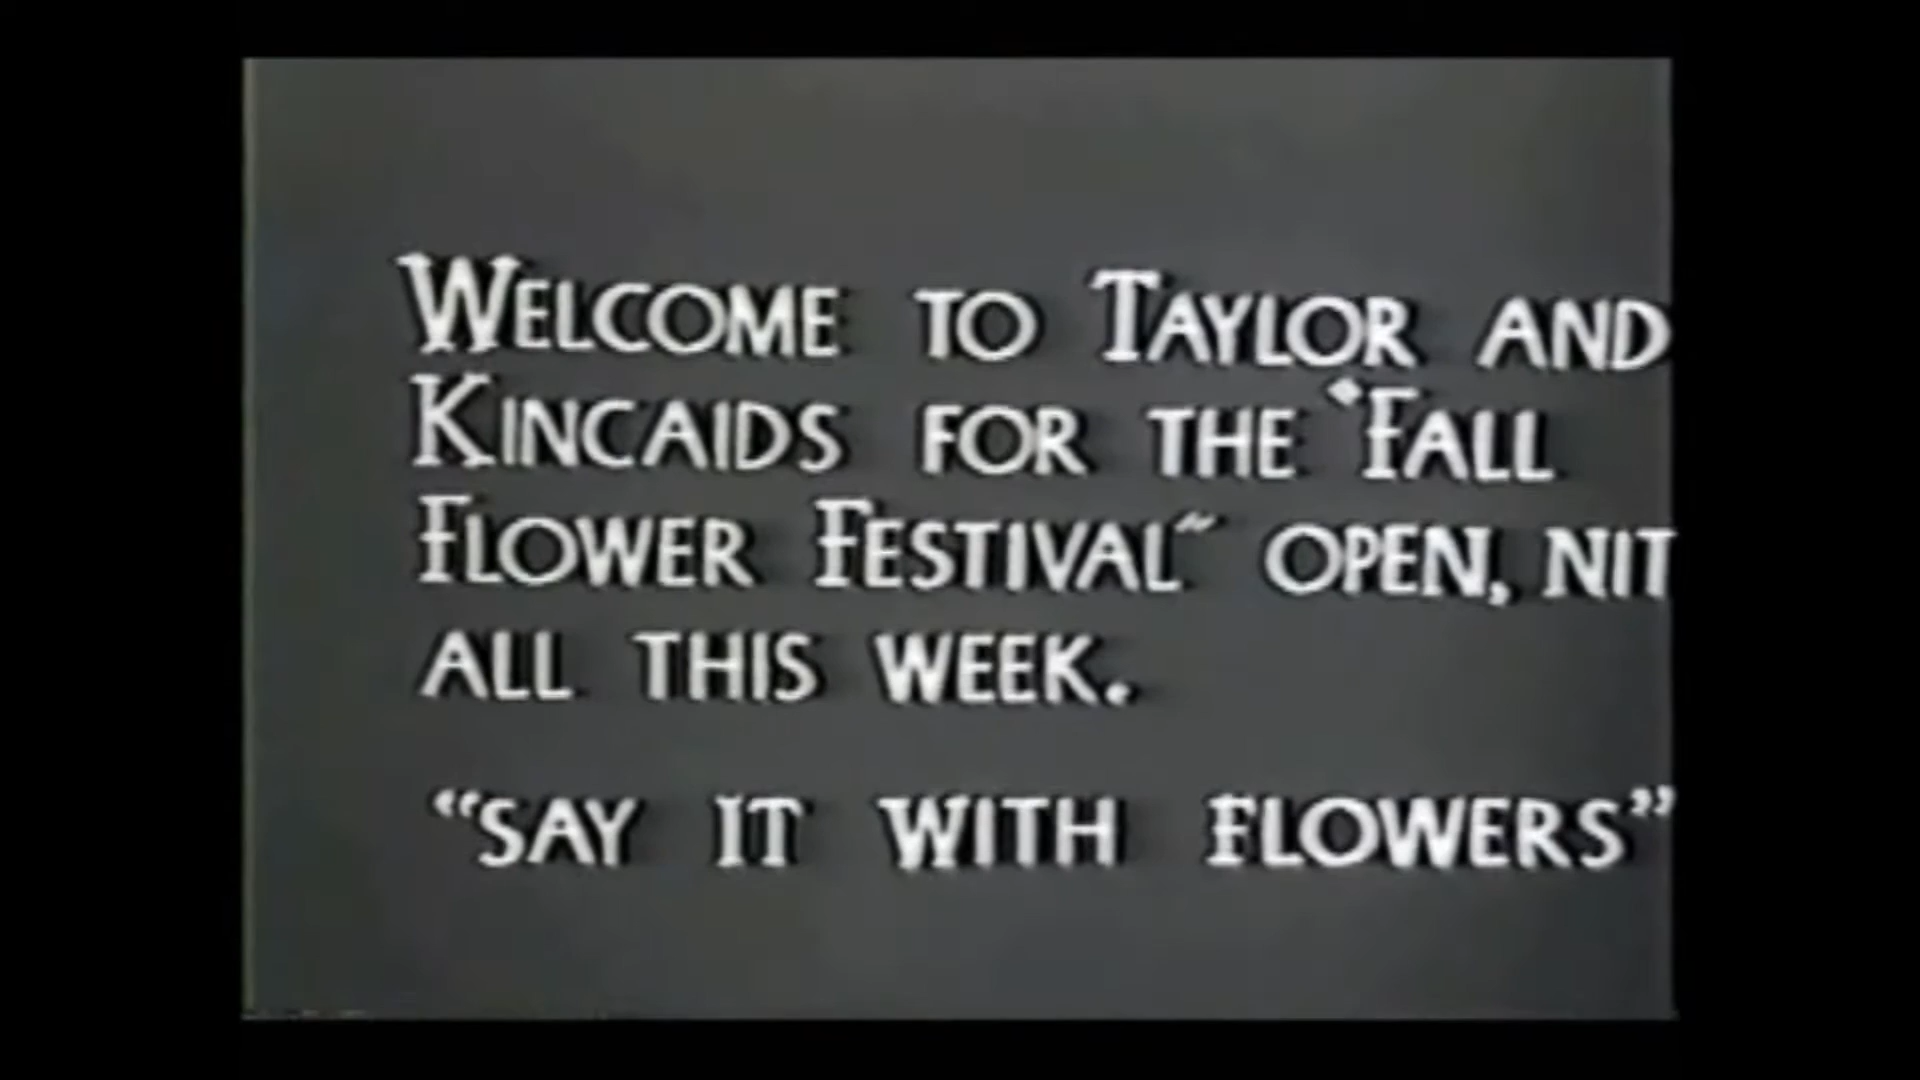 WELCOME TO TAYLOR AND
KINCAIDS FOR THE "FALL
FLOWER FESTIVAL" OPEN, NIT
ALL THIS WEEK.
"SAY IT WITH FLOWERS"